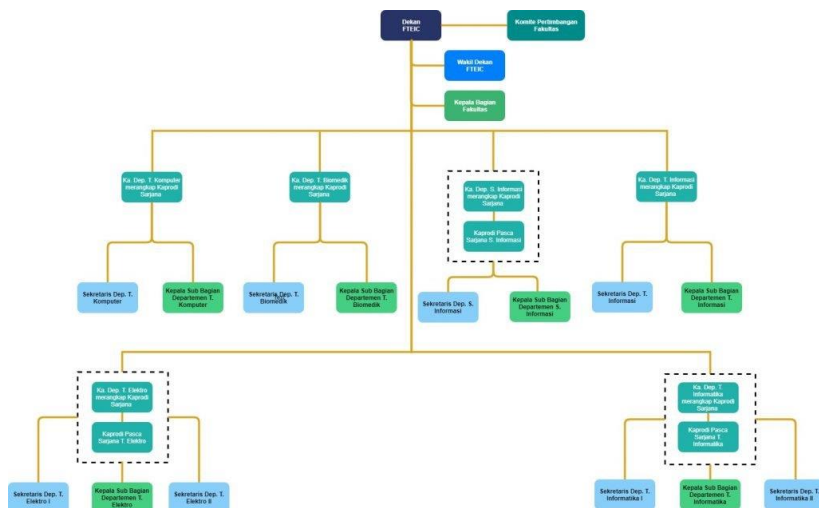 Dekan
FTEIC
Komite Pertimbangan
Fakultas
Wakil Dekan
FTEIC
Kepala Bagian
Fakultas
Ka. Dep. T. Komputer
merangkap Kaprodi
Sarjana
Ka. Dep. T. Biomedik
merangkap Kaprodi
Sarjana
Ka. Dep. S. Informasi
merangkap Kaprodi
Sarjana
Kaprodi Pasca
Sarjana S. Informasi
Ka. Dep. T. Informasi
merangkap Kaprodi
Sarjana
Sekretaris Dep. T.
Komputer
Kepala Sub Bagian
Departemen T.
Komputer
Sekretaris Dep. T.
Biomedik
Kepala Sub Bagian
Departemen T.
Biomedik
Sekretaris Dep. S.
Informasi
Kepala Sub Bagian
Departemen S.
Informasi
Sekretaris Dep. T.
Informasi
Kepala Sub Bagian
Departemen T.
Informasi
Ka. Dep. T. Elektro
merangkap Kaprodi
Sarjana
Kaprodi Pasca
Sarjana T. Elektro
Ka. Dep. T.
Informatika
merangkap Kaprodi
Sarjana
Kaprodi Pasca
Sarjana T.
Informatika
Sekretaris Dep. T.
Elektro I
Kepala Sub Bagian
Departemen T.
Elektro
Sekretaris Dep. T.
Elektro II
Sekretaris Dep. T.
Informatika I
Kepala Sub Bagian
Departemen T.
Informatika
Sekretaris Dep. T.
Informatika II